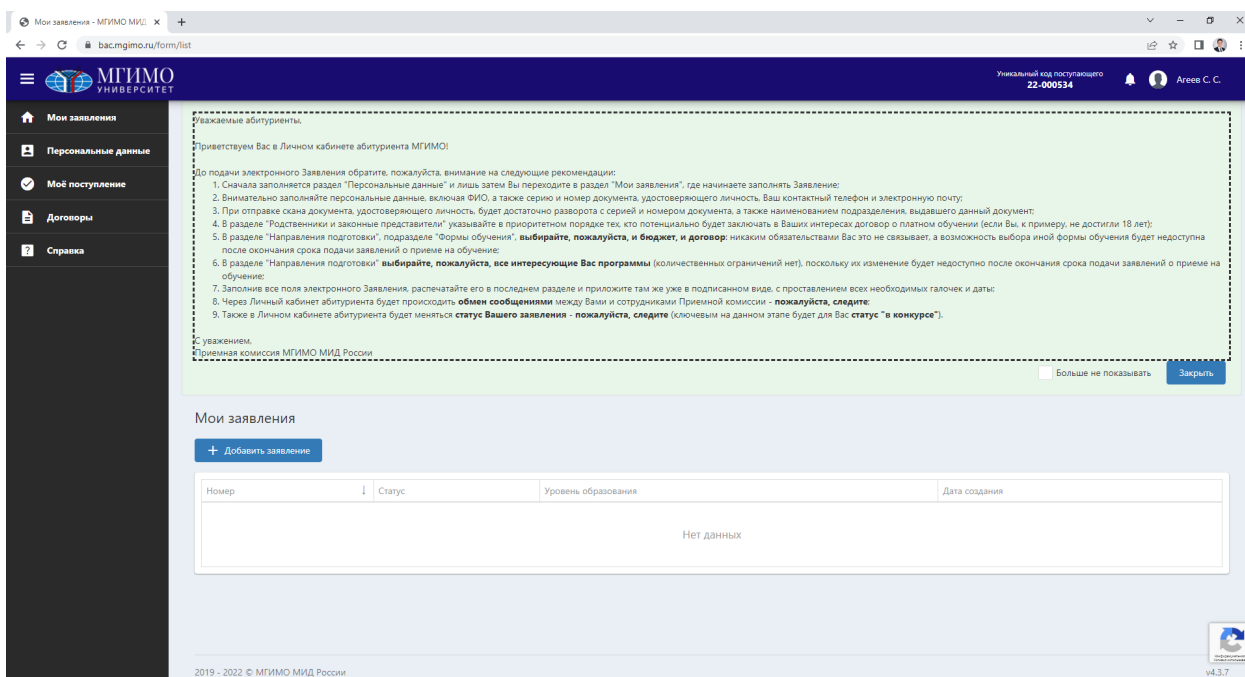 Мои заявления - МГИМО МИД
bac.mgimo.ru/form/list
МГИМО
УНИВЕРСИТЕТ
Уникальный код поступающего
22-000534
Агеев С. С.
Мои заявления
Персональные данные
Моё поступление
Договоры
Справка
Уважаемые абитуриенты,
Приветствуем Вас в Личном кабинете абитуриента МГИМО!
До подачи электронного Заявления обратите, пожалуйста, внимание на следующие рекомендации:
1. Сначала заполняется раздел "Персональные данные" и лишь затем Вы переходите в раздел "Мои заявления", где начинаете заполнять Заявление;
2. Внимательно заполняйте персональные данные, включая ФИО, а также серию и номер документа, удостоверяющего личность, Ваш контактный телефон и электронную почту;
3. При отправке скана документа, удостоверяющего личность, будет достаточно разворота с серией и номером документа, а также наименованием подразделения, выдавшего данный документ;
4. В разделе "Родственники и законные представители" указывайте в приоритетном порядке тех, кто потенциально будет заключать в Ваших интересах договор о платном обучении (если Вы, к примеру, не достигли 18 лет);
5. В разделе "Направления подготовки", подразделе "Формы обучения", выбирайте, пожалуйста, и бюджет, и договор: никаким обязательствами Вас это не связывает, а возможность выбора иной формы обучения будет недоступна
после окончания срока подачи заявлений о приеме на обучение;
6. В разделе "Направления подготовки" выбирайте, пожалуйста, все интересующие Вас программы (количественных ограничений нет), поскольку их изменение будет недоступно после окончания срока подачи заявлений о приеме на
обучение;
7. Заполнив все поля электронного Заявления, распечатайте его в последнем разделе и приложите там же уже в подписанном виде, с проставлением всех необходимых галочек и даты;
8. Через Личный кабинет абитуриента будет происходить обмен сообщениями между Вами и сотрудниками Приемной комиссии - пожалуйста, следите;
9. Также в Личном кабинете абитуриента будет меняться статус Вашего заявления - пожалуйста, следите (ключевым на данном этапе будет для Вас статус "в конкурсе").
С уважением,
Приемная комиссия МГИМО МИД России
Больше не показывать
Закрыть
Мои заявления
+ Добавить заявление
Номер ↓ Статус Уровень образования Дата создания
Нет данных
2019 - 2022 © МГИМО МИД России
v4.3.7